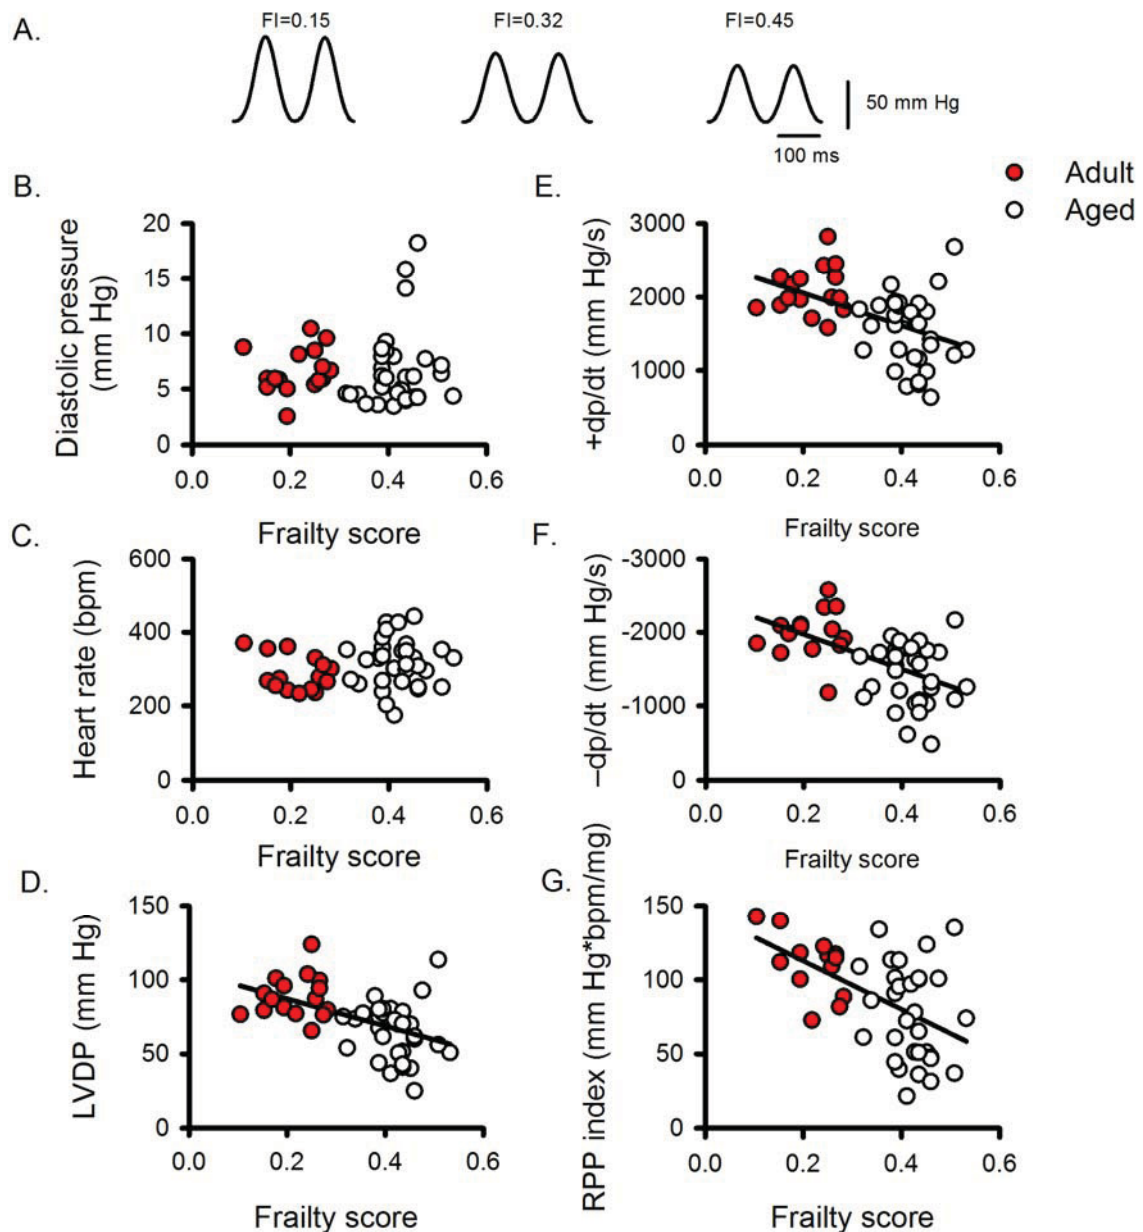 A.
FI=0.15
FI=0.32
FI=0.45
50 mm Hg
100 ms
Adult
Aged
B.
Diastolic pressure
(mm Hg)
20
15
10
5
0
0.0 0.2 0.4 0.6
Frailty score
E.
+dp/dt (mm Hg/s)
3000
2000
1000
0
0.0 0.2 0.4 0.6
Frailty score
C.
Heart rate (bpm)
600
400
200
0
0.0 0.2 0.4 0.6
Frailty score
F.
–dp/dt (mm Hg/s)
-3000
-2000
-1000
0
0.0 0.2 0.4 0.6
Frailty score
D.
LVDP (mm Hg)
150
100
50
0
0.0 0.2 0.4 0.6
Frailty score
G.
RPP index (mm Hg*bpm/mg)
150
100
50
0
0.0 0.2 0.4 0.6
Frailty score